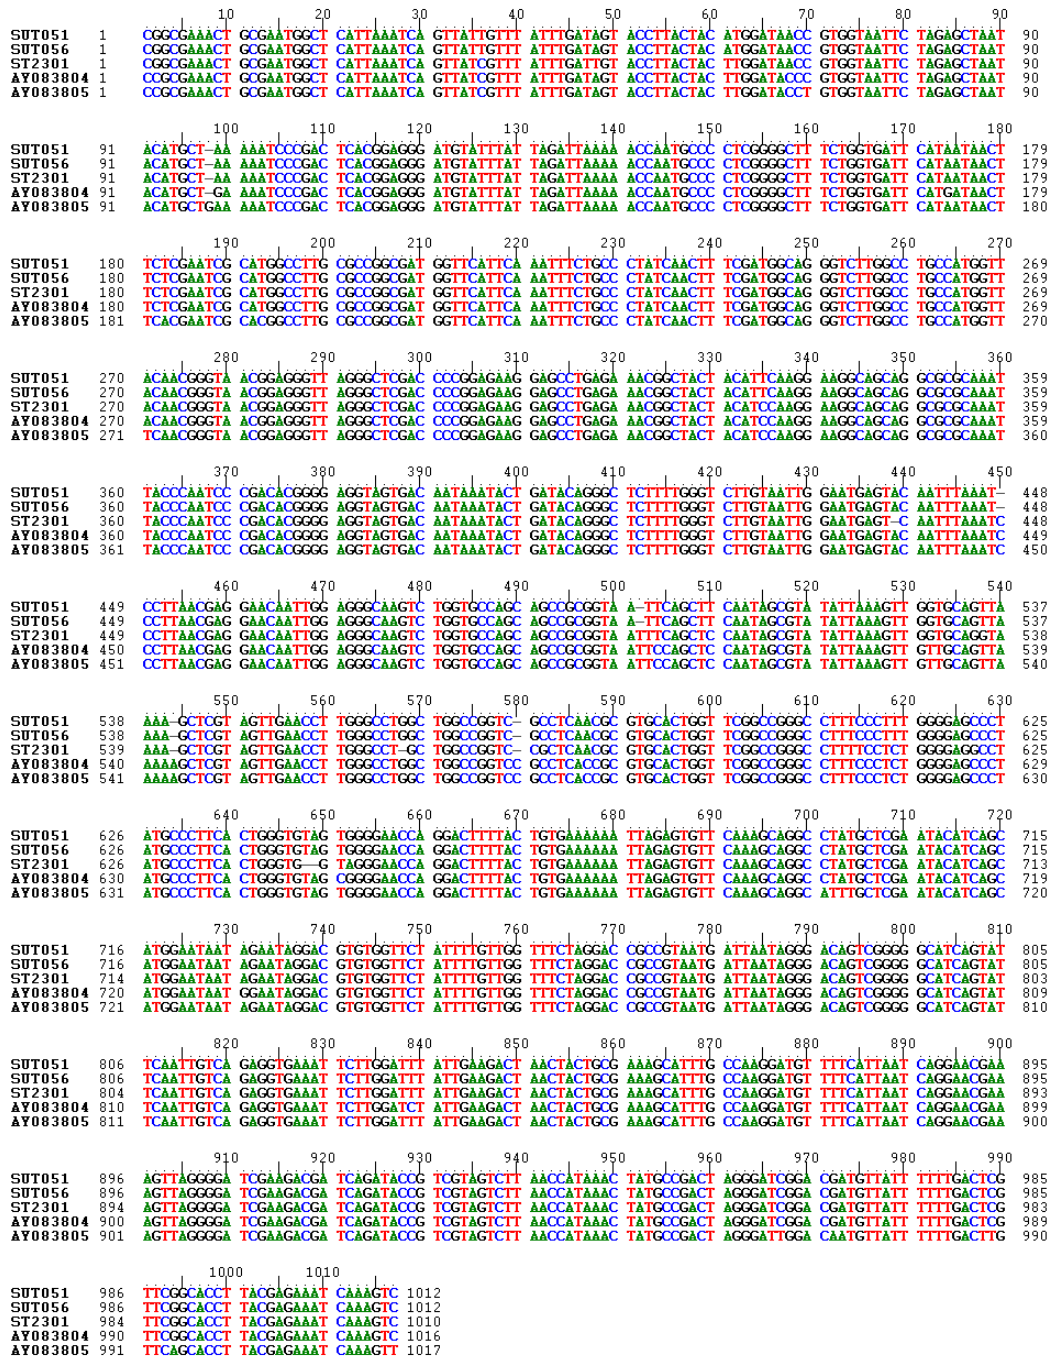 10 20 30 40 50 60 70 80 90
SUT051 1 CGGCGAAACT GCGAATGGCT CATTAAATCA GTTATTGTTT ATTTGATAGT ACCTTACTAC ATGGATAACC GTGGTAATTC TAGAGCTAAT 90
SUT056 1 CGGCGAAACT GCGAATGGCT CATTAAATCA GTTATTGTTT ATTTGATAGT ACCTTACTAC ATGGATAACC GTGGTAATTC TAGAGCTAAT 90
ST2301 1 CGGCGAAACT GCGAATGGCT CATTAAATCA GTTATCGTTT ATTTGATTGT ACCTTACTAC TTGGATAACC GTGGTAATTC TAGAGCTAAT 90
AY083804 1 CCGCGAAACT GCGAATGGCT CATTAAATCA GTTATCGTTT ATTTGATAGT ACCTTACTAC TTGGATACCC GTGGTAATTC TAGAGCTAAT 90
AY083805 1 CCGCGAAACT GCGAATGGCT CATTAAATCA GTTATCGTTT ATTTGATAGT ACCTTACTAC TTGGATACCT GTGGTAATTC TAGAGCTAAT 90
100 110 120 130 140 150 160 170 180
SUT051 91 ACATGCT-AA AAATCCCGAC TCACGGAGGG ATGTATTTAT TAGATTAAAA ACCAATGCCC CTCGGGGCTT TCTGGTGATT CATAATAACT 179
SUT056 91 ACATGCT-AA AAATCCCGAC TCACGGAGGG ATGTATTTAT TAGATTAAAA ACCAATGCCC CTCGGGGCTT TCTGGTGATT CATAATAACT 179
ST2301 91 ACATGCT-AA AAATCCCGAC TCACGGAGGG ATGTATTTAT TAGATTAAAA ACCAATGCCC CTCGGGGCTT TCTGGTGATT CATAATAACT 179
AY083804 91 ACATGCT-GA AAATCCCGAC TCACGGAGGG ATGTATTTAT TAGATTAAAA ACCAATGCCC CTCGGGGCTT TCTGGTGATT CATGATAACT 179
AY083805 91 ACATGCTGAA AAATCCCGAC TCACGGAGGG ATGTATTTAT TAGATTAAAA ACCAATGCCC CTCGGGGCTT TCTGGTGATT CATAATAACT 180
190 200 210 220 230 240 250 260 270
SUT051 180 TCTCGAATCG CATGGCCTTG CGCCGGCGAT GGTTCATTCA AATTTCTGCC CTATCAACTT TCGATGGCAG GGTCTTGGCC TGCCATGGTT 269
SUT056 180 TCTCGAATCG CATGGCCTTG CGCCGGCGAT GGTTCATTCA AATTTCTGCC CTATCAACTT TCGATGGCAG GGTCTTGGCC TGCCATGGTT 269
ST2301 180 TCTCGAATCG CATGGCCTTG CGCCGGCGAT GGTTCATTCA AATTTCTGCC CTATCAACTT TCGATGGCAG GGTCTTGGCC TGCCATGGTT 269
AY083804 180 TCTCGAATCG CATGGCCTTG CGCCGGCGAT GGTTCATTCA AATTTCTGCC CTATCAACTT TCGATGGCAG GGTCTTGGCC TGCCATGGTT 269
AY083805 181 TCACGAATCG CACGGCCTTG CGCCGGCGAT GGTTCATTCA AATTTCTGCC CTATCAACTT TCGATGGCAG GGTCTTGGCC TGCCATGGTT 270
280 290 300 310 320 330 340 350 360
SUT051 270 ACAACGGGTA ACGGAGGGTT AGGGCTCGAC CCCGGAGAAG GAGCCTGAGA AACGGCTACT ACATTCAAGG AAGGCAGCAG GCGCGCAAAT 359
SUT056 270 ACAACGGGTA ACGGAGGGTT AGGGCTCGAC CCCGGAGAAG GAGCCTGAGA AACGGCTACT ACATTCAAGG AAGGCAGCAG GCGCGCAAAT 359
ST2301 270 ACAACGGGTA ACGGAGGGTT AGGGCTCGAC CCCGGAGAAG GAGCCTGAGA AACGGCTACT ACATCCAAGG AAGGCAGCAG GCGCGCAAAT 359
AY083804 270 ACAACGGGTA ACGGAGGGTT AGGGCTCGAC CCCGGAGAAG GAGCCTGAGA AACGGCTACT ACATCCAAGG AAGGCAGCAG GCGCGCAAAT 359
AY083805 271 TCAACGGGTA ACGGAGGGTT AGGGCTCGAC CCCGGAGAAG GAGCCTGAGA AACGGCTACT ACATCCAAGG AAGGCAGCAG GCGCGCAAAT 360
370 380 390 400 410 420 430 440 450
SUT051 360 TACCCAATCC CGACACGGGG AGGTAGTGAC AATAAATACT GATACAGGGC TCTTTTGGGT CTTGTAATTG GAATGAGTAC AATTTAAAT- 448
SUT056 360 TACCCAATCC CGACACGGGG AGGTAGTGAC AATAAATACT GATACAGGGC TCTTTTGGGT CTTGTAATTG GAATGAGTAC AATTTAAAT- 448
ST2301 360 TACCCAATCC CGACACGGGG AGGTAGTGAC AATAAATACT GATACAGGGC TCTTTTGGGT CTTGTAATTG GAATGAGT-C AATTTAAATC 448
AY083804 360 TACCCAATCC CGACACGGGG AGGTAGTGAC AATAAATACT GATACAGGGC TCTTTTGGGT CTTGTAATTG GAATGAGTAC AATTTAAATC 449
AY083805 361 TACCCAATCC CGACACGGGG AGGTAGTGAC AATAAATACT GATACAGGGC TCTTTTGGGT CTTGTAATTG GAATGAGTAC AATTTAAATC 450
460 470 480 490 500 510 520 530 540
SUT051 449 CCTTAACGAG GAACAATTGG AGGGCAAGTC TGGTGCCAGC AGCCGCGGTA A-TTCAGCTT CAATAGCGTA TATTAAAGTT GGTGCAGTTA 537
SUT056 449 CCTTAACGAG GAACAATTGG AGGGCAAGTC TGGTGCCAGC AGCCGCGGTA A-TTCAGCTT CAATAGCGTA TATTAAAGTT GGTGCAGTTA 537
ST2301 449 CCTTAACGAG GAACAATTGG AGGGCAAGTC TGGTGCCAGC AGCCGCGGTA ATTTCAGCTC CAATAGCGTA TATTAAAGTT GGTGCAGGTA 538
AY083804 450 CCTTAACGAG GAACAATTGG AGGGCAAGTC TGGTGCCAGC AGCCGCGGTA ATTCCAGCTC CAATAGCGTA TATTAAAGTT GTTGCAGTTA 539
AY083805 451 CCTTAACGAG GAACAATTGG AGGGCAAGTC TGGTGCCAGC AGCCGCGGTA ATTCCAGCTC CAATAGCGTA TATTAAAGTT GTTGCAGTTA 540
550 560 570 580 590 600 610 620 630
SUT051 538 AAA-GCTCGT AGTTGAACCT TGGGCCTGGC TGGCCGGTC- GCCTCAACGC GTGCACTGGT TCGGCCGGGC CTTTCCCTTT GGGGAGCCCT 625
SUT056 538 AAA-GCTCGT AGTTGAACCT TGGGCCTGGC TGGCCGGTC- GCCTCAACGC GTGCACTGGT TCGGCCGGGC CTTTCCCTTT GGGGAGCCCT 625
ST2301 539 AAA-GCTCGT AGTTGAACCT TGGGCCT-GC TGGCCGGTC- CGCTCAACGC GTGCACTGGT TCGGCCGGGC CTTTCCCTCT GGGGAGGCCT 625
AY083804 540 AAAAGCTCGT AGTTGAACCT TGGGCCTGGC TGGCCGGTCC GCCTCACCGC GTGCACTGGT TCGGCCGGGC CTTTCCCTCT GGGGAGCCCT 629
AY083805 541 AAAAGCTCGT AGTTGAACCT TGGGCCTGGC TGGCCGGTCC GCCTCACCGC GTGCACTGGT TCGGCCGGGC CTTTCCCTCT GGGGAGCCCT 630
640 650 660 670 680 690 700 710 720
SUT051 626 ATGCCCTTCA CTGGGTGTAG TGGGGAACCA GGACTTTTAC TGTGAAAAAA TTAGAGTGTT CAAAGCAGGC CTATGCTCGA ATACATCAGC 715
SUT056 626 ATGCCCTTCA CTGGGTGTAG TGGGGAACCA GGACTTTTAC TGTGAAAAAA TTAGAGTGTT CAAAGCAGGC CTATGCTCGA ATACATCAGC 715
ST2301 626 ATGCCCTTCA CTGGGTG--G GTAGGGAACCA GGACTTTTAC TGTGAAAAAA TTAGAGTGTT CAAAGCAGGC CTATGCTCGA ATACATCAGC 713
AY083804 630 ATGCCCTTCA CTGGGTGTAG CGGGGAACCA GGACTTTTAC TGTGAAAAAA TTAGAGTGTT CAAAGCAGGC CTATGCTCGA ATACATCAGC 719
AY083805 631 ATGCCCTTCA CTGGGTGTAG TGGGGAACCA GGACTTTTAC TGTGAAAAAA TTAGAGTGTT CAAAGCAGGC ATTTGCTCGA ATACATCAGC 720
730 740 750 760 770 780 790 800 810
SUT051 716 ATGGAATAAT AGAATAGGAC GTGTGGTTCT ATTTTGTTGG TTTCTAGGAC CGCCGTAATG ATTAATAGGG ACAGTCGGGG GCATCAGTAT 805
SUT056 716 ATGGAATAAT AGAATAGGAC GTGTGGTTCT ATTTTGTTGG TTTCTAGGAC CGCCGTAATG ATTAATAGGG ACAGTCGGGG GCATCAGTAT 805
ST2301 714 ATGGAATAAT AGAATAGGAC GTGTGGTTCT ATTTTGTTGG TTTCTAGGAC CGCCGTAATG ATTAATAGGG ACAGTCGGGG GCATCAGTAT 803
AY083804 720 ATGGAATAAT GGAATAGGAC GTGTGGTTCT ATTTTGTTGG TTTCTAGGAC CGCCGTAATG ATTAATAGGG ACAGTCGGGG GCATCAGTAT 809
AY083805 721 ATGGAATAAT AGAATAGGAC GTGTGGTTCT ATTTTGTTGG TTTCTAGGAC CGCCGTAATG ATTAATAGGG ACAGTCGGGG GCATCAGTAT 810
820 830 840 850 860 870 880 890 900
SUT051 806 TCAATTGTCA GAGGTGAAAT TCTTGGATTT ATTGAAGACT AACTACTGCG AAAGCATTTG CCAAGGATGT TTTCATTAAT CAGGAACGAA 895
SUT056 806 TCAATTGTCA GAGGTGAAAT TCTTGGATTT ATTGAAGACT AACTACTGCG AAAGCATTTG CCAAGGATGT TTTCATTAAT CAGGAACGAA 895
ST2301 804 TCAATTGTCA GAGGTGAAAT TCTTGGATTT ATTGAAGACT AACTACTGCG AAAGCATTTG CCAAGGATGT TTTCATTAAT CAGGAACGAA 893
AY083804 810 TCAATTGTCA GAGGTGAAAT TCTTGGATCT ATTGAAGACT AACTACTGCG AAAGCATTTG CCAAGGATGT TTTCATTAAT CAGGAACGAA 899
AY083805 811 TCAATTGTCA GAGGTGAAAT TCTTGGATTT ATTGAAGACT AACTACTGCG AAAGCATTTG CCAAGGATGT TTTCATTAAT CAGGAACGAA 900
910 920 930 940 950 960 970 980 990
SUT051 896 AGTTAGGGGA TCGAAGACGA TCAGATACCG TCGTAGTCTT AACCATAAAC TATGCCGACT AGGGATCGGA CGATGTTATT TTTTGACTCG 985
SUT056 896 AGTTAGGGGA TCGAAGACGA TCAGATACCG TCGTAGTCTT AACCATAAAC TATGCCGACT AGGGATCGGA CGATGTTATT TTTTGACTCG 985
ST2301 894 AGTTAGGGGA TCGAAGACGA TCAGATACCG TCGTAGTCTT AACCATAAAC TATGCCGACT AGGGATCGGA CGATGTTATT TTTTGACTCG 983
AY083804 900 AGTTAGGGGA TCGAAGACGA TCAGATACCG TCGTAGTCTT AACCATAAAC TATGCCGACT AGGGATCGGA CGATGTTATT TTTTGACTCG 989
AY083805 901 AGTTAGGGGA TCGAAGACGA TCAGATACCG TCGTAGTCTT AACCATAAAC TATGCCGACT AGGGATTGGA CAATGTTATT TTTTGACTTG 990
1000 1010
SUT051 986 TTCGGCACCT TACGAGAAAT CAAAGTC 1012
SUT056 986 TTCGGCACCT TACGAGAAAT CAAAGTC 1012
ST2301 984 TTCGGCACCT TACGAGAAAT CAAAGTC 1010
AY083804 990 TTCGGCACCT TACGAGAAAT CAAAGTC 1016
AY083805 991 TTCAGCACCT TACGAGAAAT CAAAGTT 1017